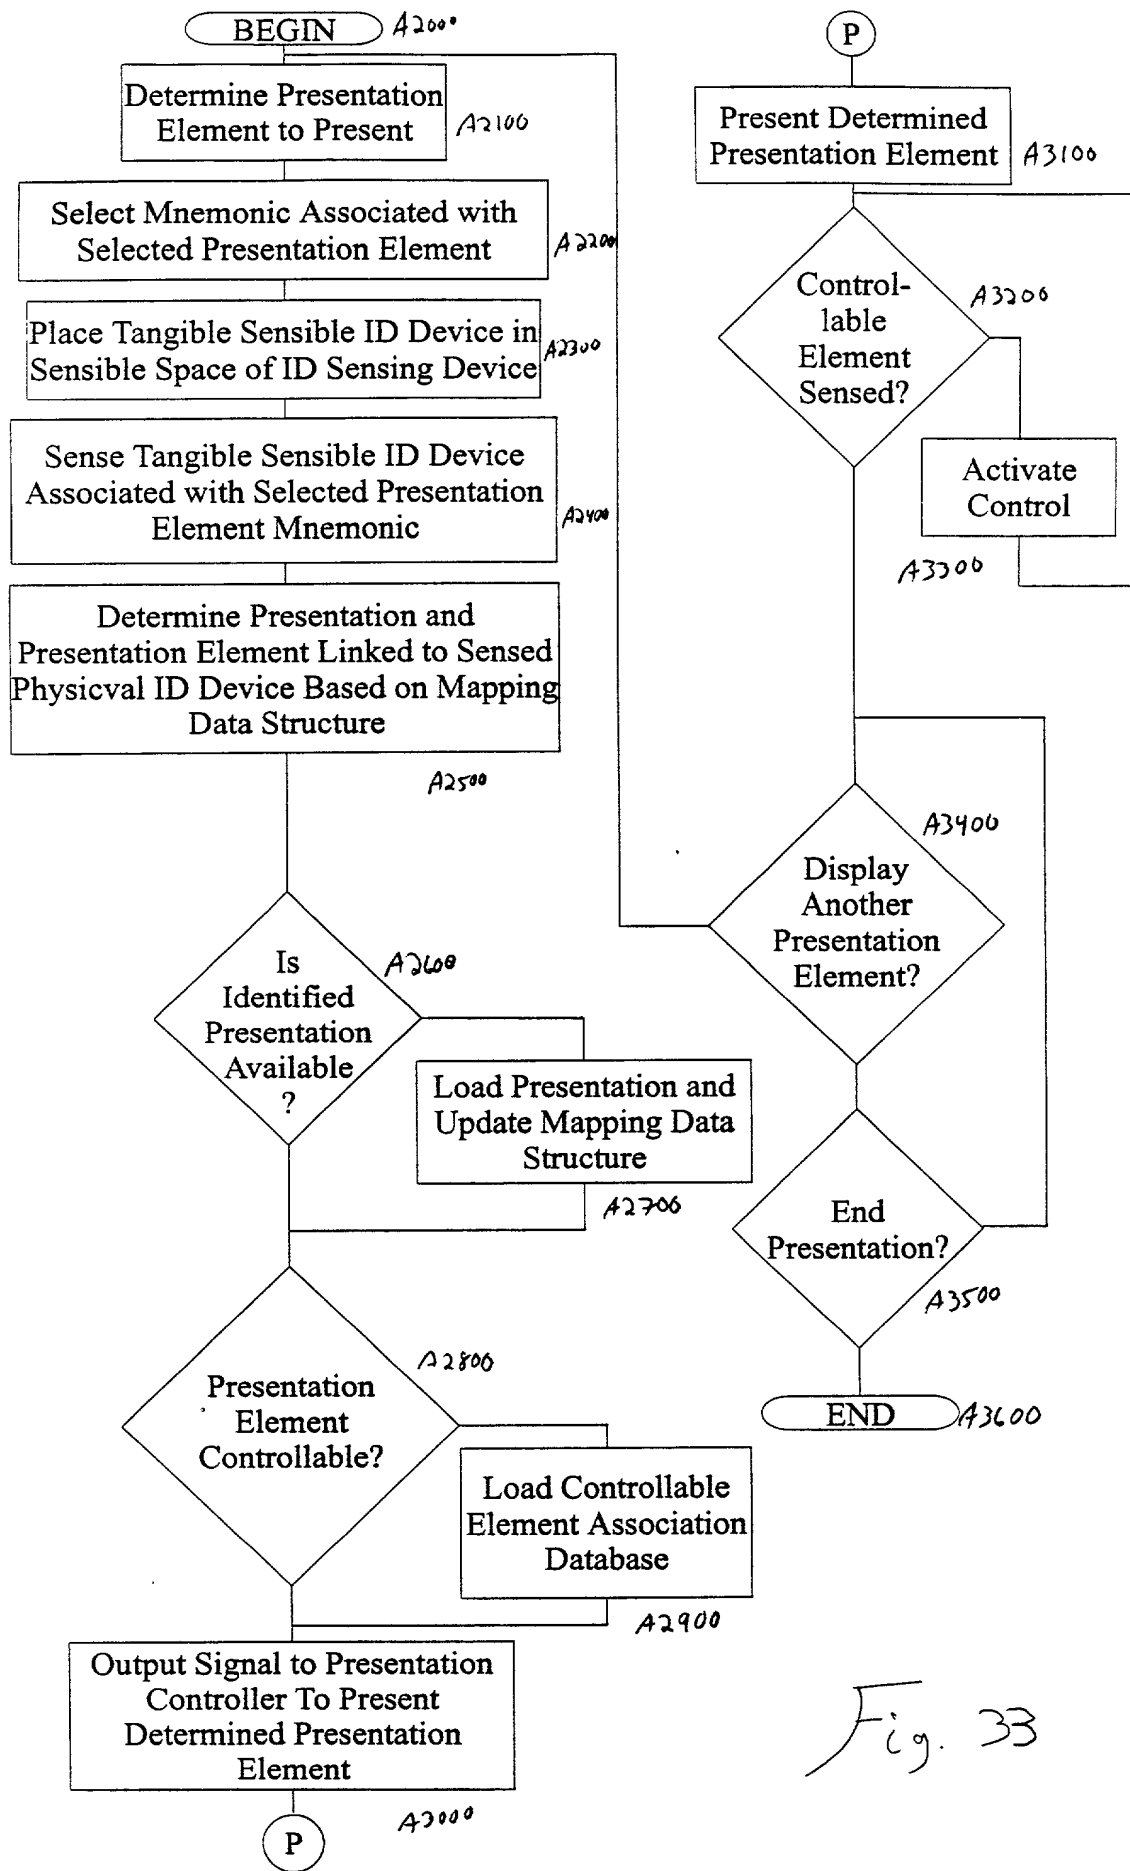 BEGIN
A2000
Determine Presentation
Element to Present
A2100
Select Mnemonic Associated with
Selected Presentation Element
A2200
Place Tangible Sensible ID Device in
Sensible Space of ID Sensing Device
A2300
Sense Tangible Sensible ID Device
Associated with Selected Presentation
Element Mnemonic
A2400
Determine Presentation and
Presentation Element Linked to Sensed
Physicval ID Device Based on Mapping
Data Structure
A2500
Is
Identified
Presentation
Available
?
A2600
Load Presentation and
Update Mapping Data
Structure
A2700
Presentation
Element
Controllable?
A2800
Load Controllable
Element Association
Database
A2900
Output Signal to Presentation
Controller To Present
Determined Presentation
Element
A3000
P
P
Present Determined
Presentation Element
A3100
Control-
lable
Element
Sensed?
A3200
Activate
Control
A3300
Display
Another
Presentation
Element?
A3400
End
Presentation?
A3500
END
A3600
Fig. 33